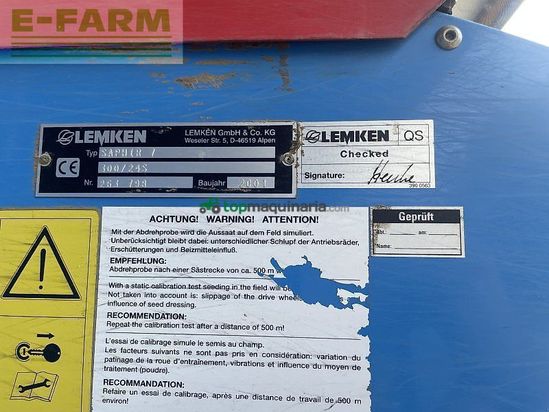 E-FARM
LEMKEN
LEMKEN GmbH & Co. KG
Weseler Str. 5, D-46519 Alpen
Typ SAPHIR 7
300/24S
CE
Nr. Baujahr
LEMKEN QS
Checked
Signature:
topmaquinaria.com
ACHTUNG! WARNING! ATTENTION!
Mit der Abdrehprobe wird die Aussaat auf dem Feld simuliert.
Unberücksichtigt bleibt dabei: unterschiedlicher Schlupf der Antriebsräder,
Erschütterungen und Beizmitteleinfluß.
EMPFEHLUNG:
Abdrehprobe nach einer Sästrecke von ca. 500 m
With a static calibration test seeding in the field will be
Not taken into account is: slippage of the drive
influence of seed dressing.
RECOMMENDATION:
Repeat the calibration test after a distance of 500 m!
L'essai de calibrage simule le semis au champ.
Les facteurs suivants ne sont pas pris en considération: variation du
patinage de la roue d'entraînement, vibrations et influence du moyen de
traitement (poudre).
RECOMMANDATION:
Refaire un essai de calibrage, après une distance de travail de 500 m
environ!
Geprüft
Abt.: am:
Name: